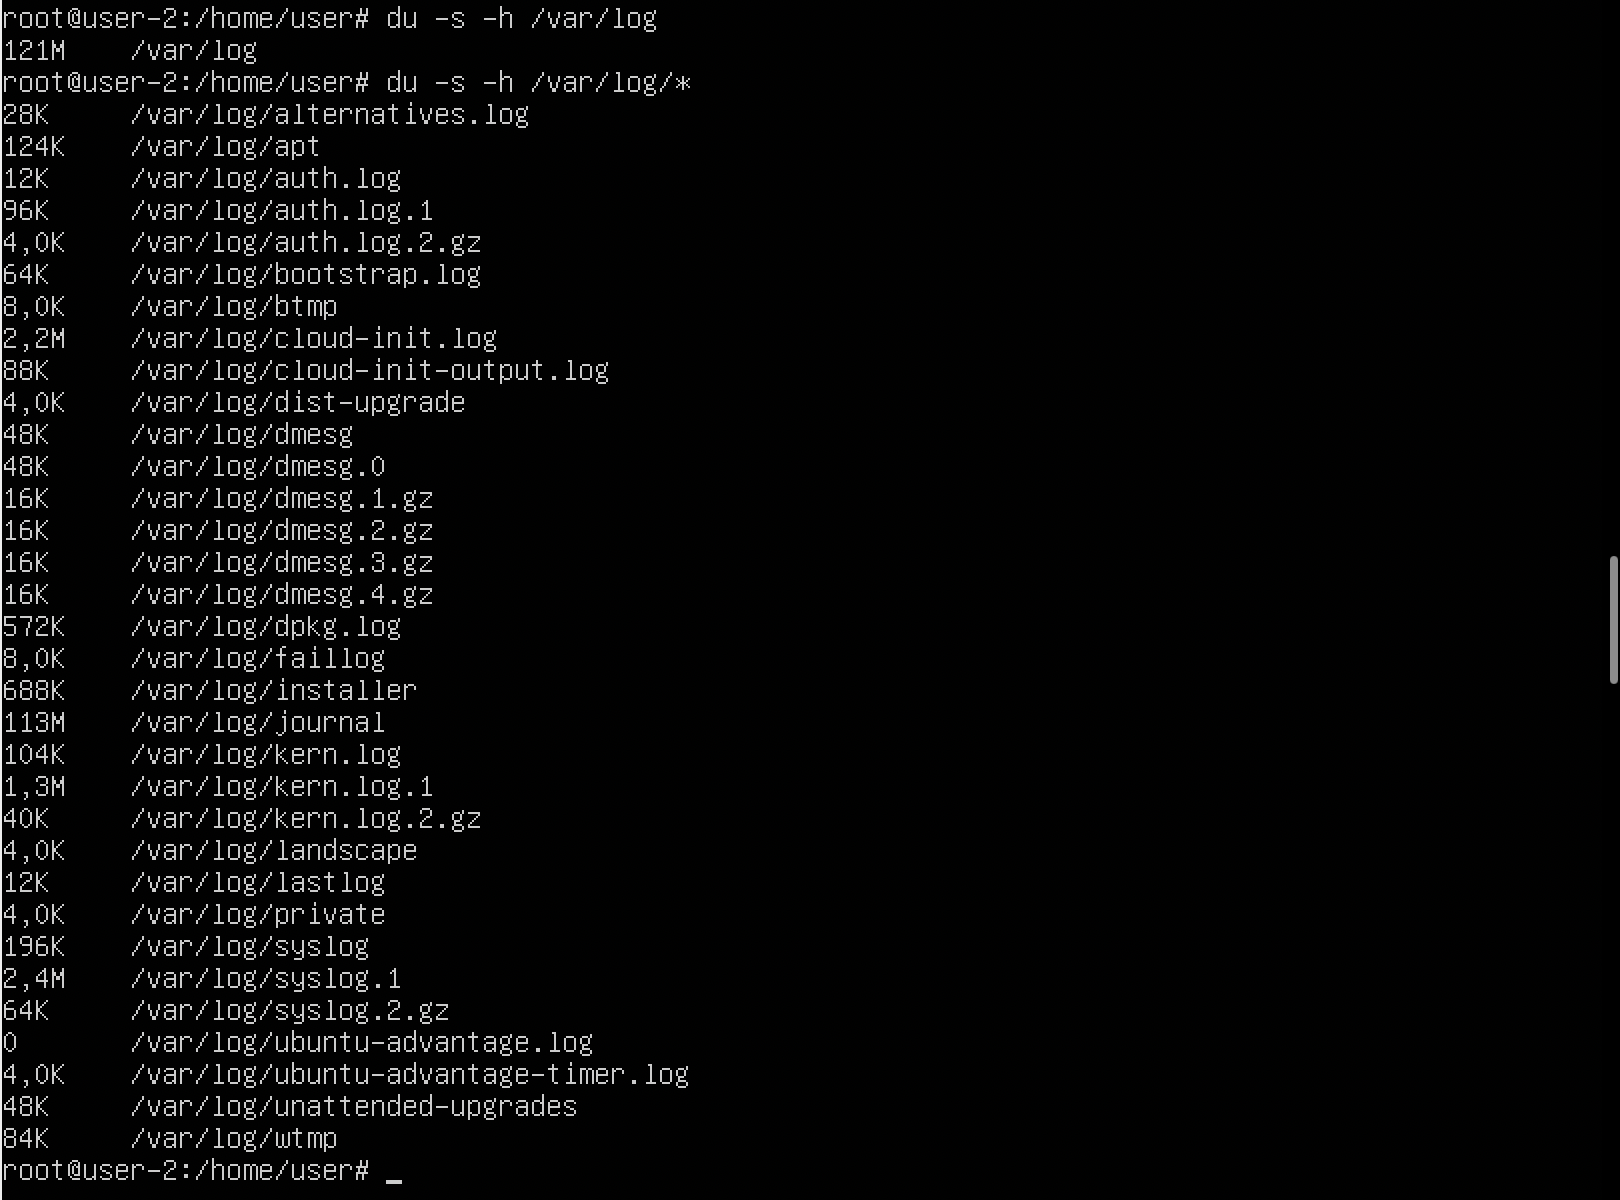 root@user-2:/home/user# du -s -h /var/log
121M    /var/log
root@user-2:/home/user# du -s -h /var/log/*
28K     /var/log/alternatives.log
124K    /var/log/apt
12K     /var/log/auth.log
96K     /var/log/auth.log.1
4,0K    /var/log/auth.log.2.gz
64K     /var/log/bootstrap.log
8,0K    /var/log/btmp
2,2M    /var/log/cloud-init.log
88K     /var/log/cloud-init-output.log
4,0K    /var/log/dist-upgrade
48K     /var/log/dmesg
48K     /var/log/dmesg.0
16K     /var/log/dmesg.1.gz
16K     /var/log/dmesg.2.gz
16K     /var/log/dmesg.3.gz
16K     /var/log/dmesg.4.gz
572K    /var/log/dpkg.log
8,0K    /var/log/faillog
688K    /var/log/installer
113M    /var/log/journal
104K    /var/log/kern.log
1,3M    /var/log/kern.log.1
40K     /var/log/kern.log.2.gz
4,0K    /var/log/landscape
12K     /var/log/lastlog
4,0K    /var/log/private
196K    /var/log/syslog
2,4M    /var/log/syslog.1
64K     /var/log/syslog.2.gz
0       /var/log/ubuntu-advantage.log
4,0K    /var/log/ubuntu-advantage-timer.log
48K     /var/log/unattended-upgrades
84K     /var/log/wtmp
root@user-2:/home/user# _